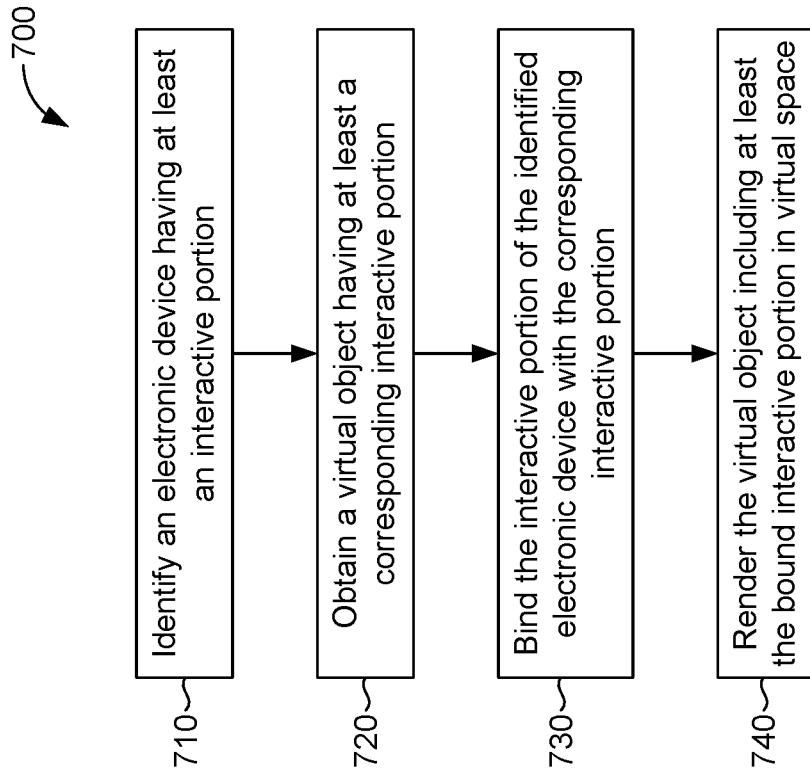 700
710
Identify an electronic device having at least
an interactive portion
720
Obtain a virtual object having at least a
corresponding interactive portion
730
Bind the interactive portion of the identified
electronic device with the corresponding
interactive portion
740
Render the virtual object including at least
the bound interactive portion in virtual space